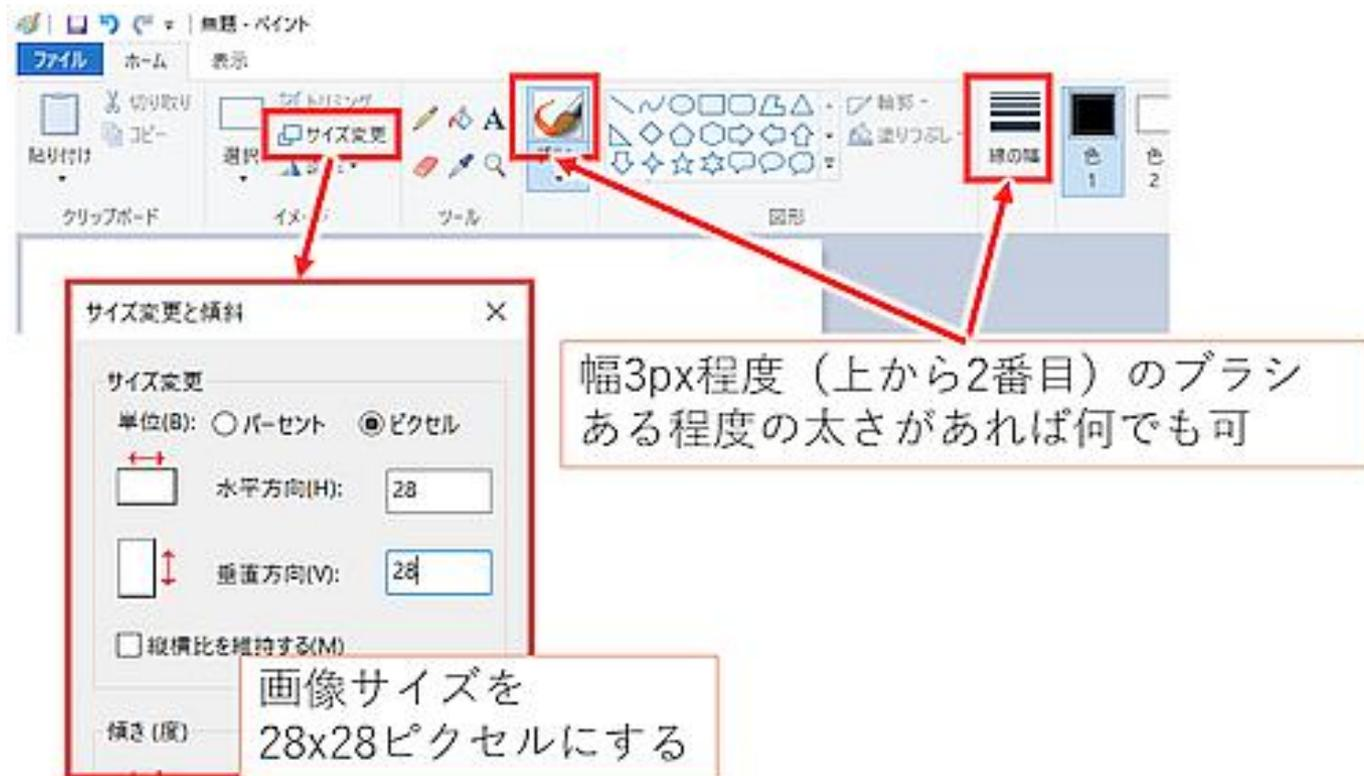 無題 - ペイント
ファイル ホーム 表示
切り取り
コピー
貼り付け
クリップボード
トリミング
サイズ変更
選択
A
ツール
輪郭
塗りつぶし
図形
線の幅
色
1
色
2
サイズ変更と傾斜
サイズ変更
単位(B): パーセント ピクセル
水平方向(H): 28
垂直方向(V): 28
縦横比を維持する(M)
傾き (度)
幅3px程度（上から2番目）のブラシ
ある程度の太さがあれば何でも可
画像サイズを
28x28ピクセルにする